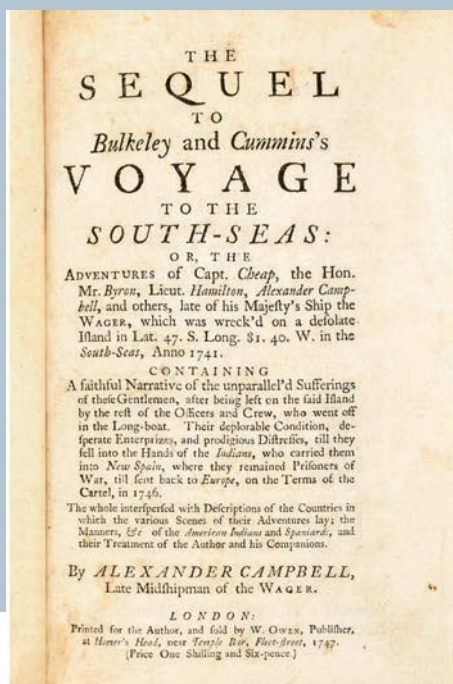 THE
SEQUEL
TO
Bulkeley and Cummins's
VOYAGE
TO THE
SOUTH-SEAS:
OR, THE
ADVENTURES of Capt. Cheap, the Hon.
Mr. Byron, Lieut. Hamilton, Alexander Camp-
bell, and others, late of his Majeſty's Ship the
WAGER, which was wreck'd on a deſolate
Iſland in Lat. 47. S. Long. 81. 40. W. in the
South-Seas, Anno 1741.
CONTAINING
A faithful Narrative of the unparallel'd Sufferings
of theſe Gentlemen, after being left on the ſaid Iſland
by the reſt of the Officers and Crew, who went off
in the Long-boat. Their deplorable Condition, de-
ſperate Enterprizes, and prodigious Diſtreſſes, till they
fell into the Hands of the Indians, who carried them
into New Spain, where they remained Priſoners of
War, till ſent back to Europe, on the Terms of the
Cartel, in 1746.
The whole interſperſed with Deſcriptions of the Countries in
which the various Scenes of their Adventures lay; the
Manners, &c of the American Indians and Spaniards, and
their Treatment of the Author and his Companions.
By ALEXANDER CAMPBELL,
Late Midſhipman of the WAGER.
LONDON:
Printed for the Author, and ſold by W. OWEN, Publiſher,
at Homer's Head, near Temple Bar, Fleet-ſtreet, 1747.
(Price One Shilling and Six-pence.)